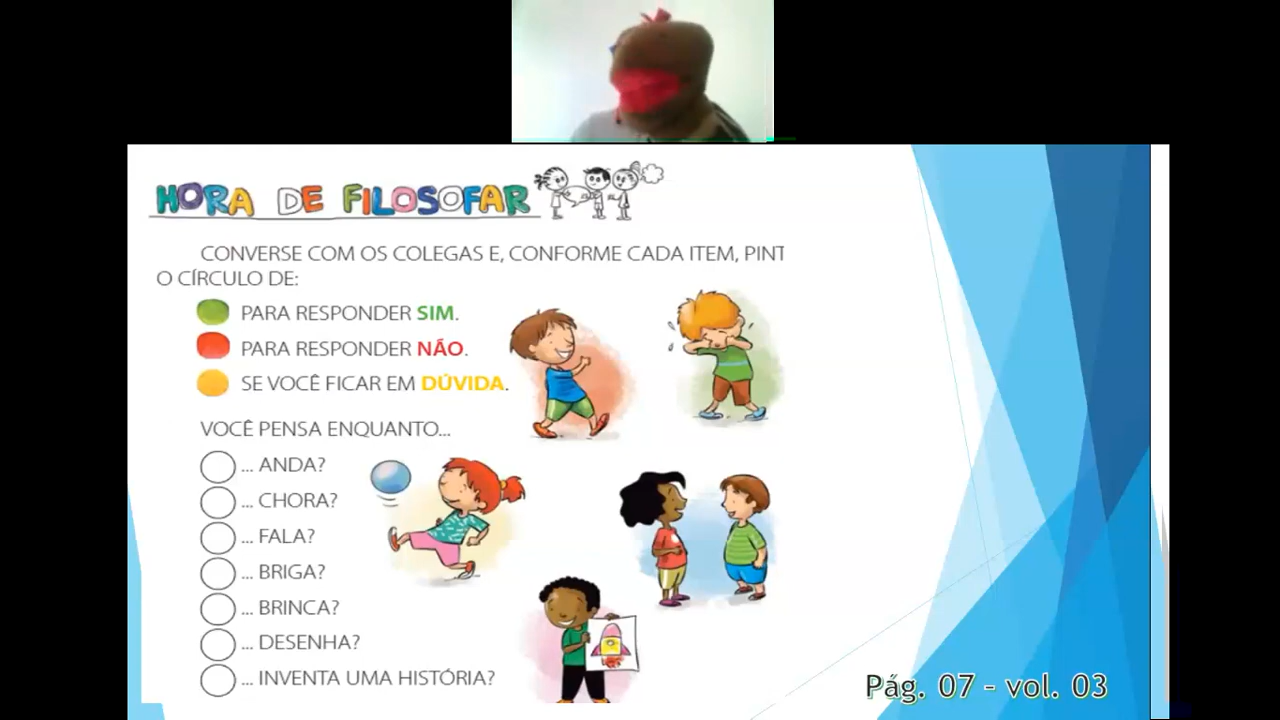 HORA DE FILOSOFAR
CONVERSE COM OS COLEGAS E, CONFORME CADA ITEM, PINT
O CÍRCULO DE:
PARA RESPONDER SIM.
PARA RESPONDER NÃO.
SE VOCÊ FICAR EM DÚVIDA.
VOCÊ PENSA ENQUANTO...
... ANDA?
... CHORA?
... FALA?
... BRIGA?
... BRINCA?
... DESENHA?
... INVENTA UMA HISTÓRIA?
Pág. 07 - vol. 03